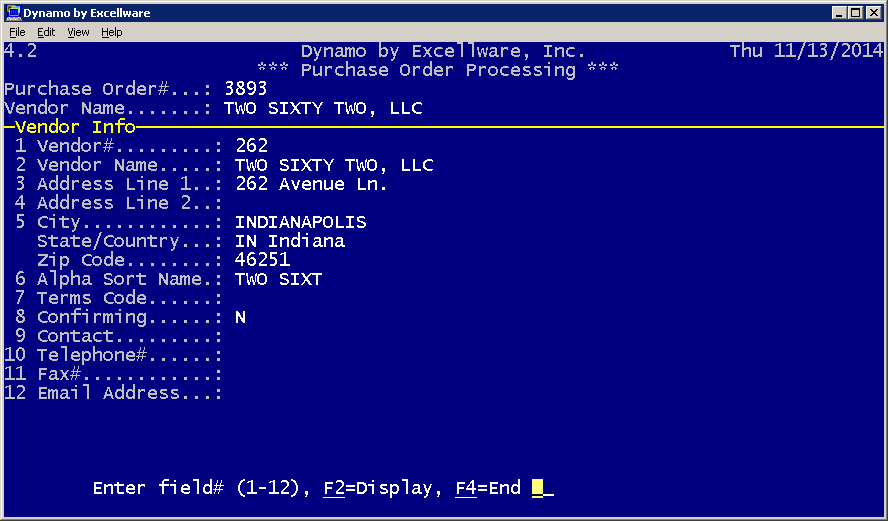 Dynamo by Excellware
File Edit View Help
4.2 Dynamo by Excellware, Inc. Thu 11/13/2014
*** Purchase Order Processing ***
Purchase Order#...: 3893
Vendor Name.......: TWO SIXTY TWO, LLC
Vendor Info
1 Vendor#.........: 262
2 Vendor Name.....: TWO SIXTY TWO, LLC
3 Address Line 1..: 262 Avenue Ln.
4 Address Line 2..:
5 City............: INDIANAPOLIS
State/Country...: IN Indiana
Zip Code........: 46251
6 Alpha Sort Name.: TWO SIXT
7 Terms Code......:
8 Confirming......: N
9 Contact.........:
10 Telephone#......:
11 Fax#............:
12 Email Address...:
Enter field# (1-12), F2=Display, F4=End